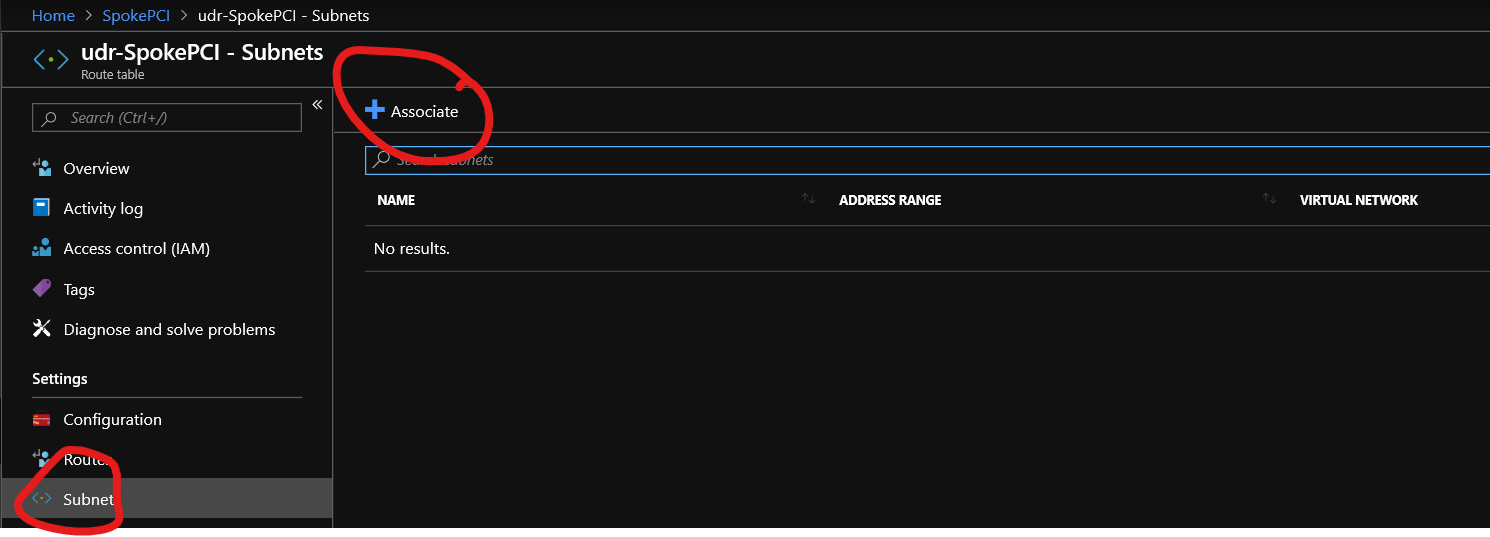 Home > SpokePCI > udr-SpokePCI - Subnets
udr-SpokePCI - Subnets
Route table
«
Search (Ctrl+/)
Overview
Activity log
Access control (IAM)
Tags
Diagnose and solve problems
Settings
Configuration
Routes
Subnet
+ Associate
Search subnets
NAME ADDRESS RANGE VIRTUAL NETWORK
No results.